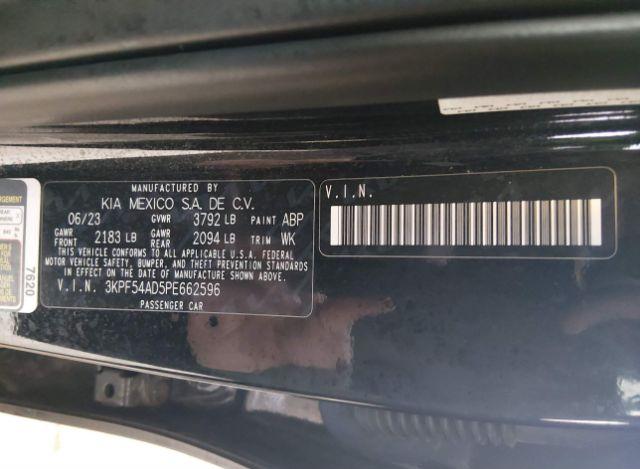 MANUFACTURED BY
KIA MEXICO S.A. DE C.V.
06/23 GVWR 3792 LB PAINT ABP
GAWR FRONT 2183 LB GAWR REAR 2094 LB TRIM WK
THIS VEHICLE CONFORMS TO ALL APPLICABLE U.S.A. FEDERAL
MOTOR VEHICLE SAFETY, BUMPER, AND THEFT PREVENTION STANDARDS
IN EFFECT ON THE DATE OF MANUFACTURE SHOWN ABOVE.
V.I.N. 3KPF54AD5PE662596
PASSENGER CAR
V.I.N.
7620